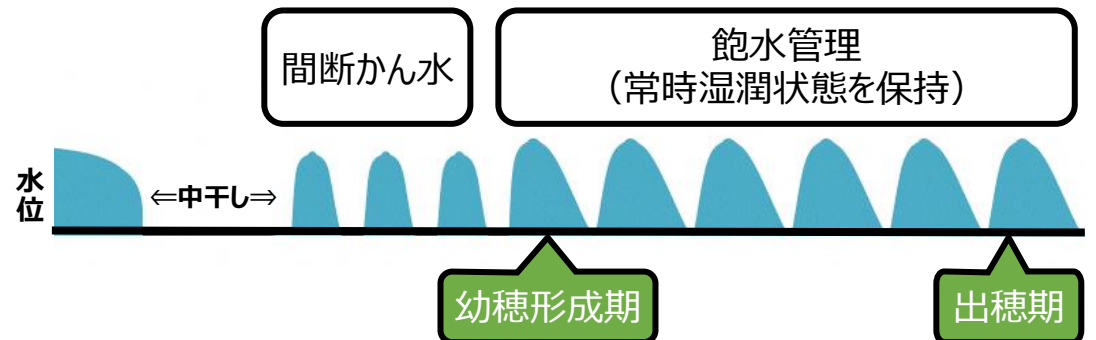 間断かん水
飽水管理
（常時湿潤状態を保持）
水位
⇐中干し⇒
幼穂形成期
出穂期